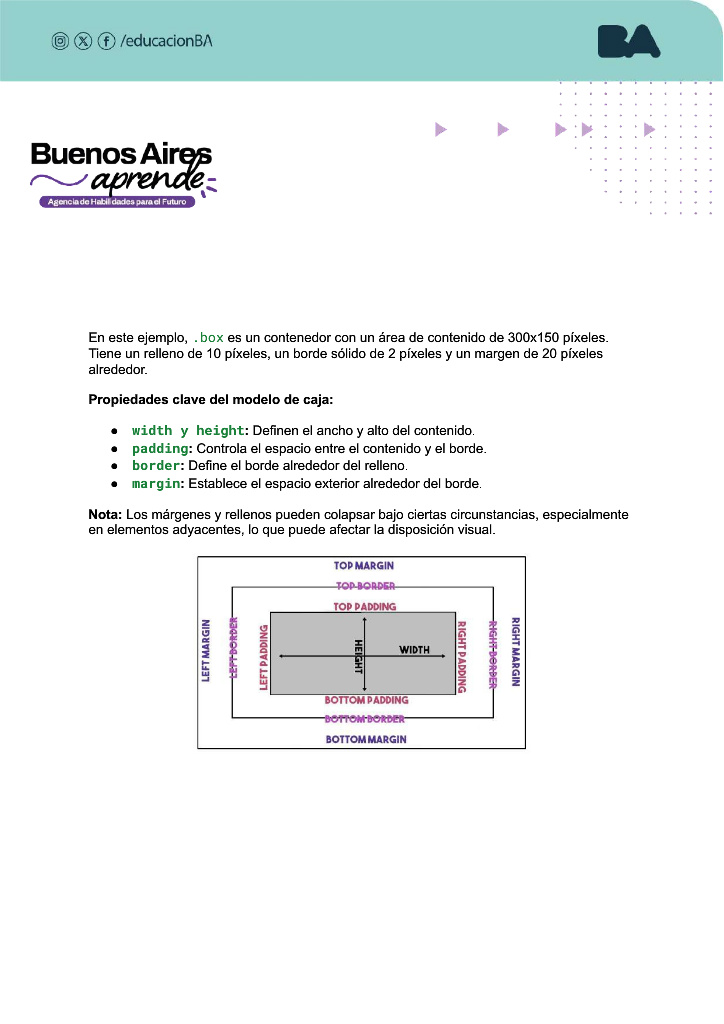 /educacionBA
BA
Buenos Aires
aprende
Agencia de Habilidades para el Futuro
En este ejemplo, .box es un contenedor con un área de contenido de 300x150 píxeles.
Tiene un relleno de 10 píxeles, un borde sólido de 2 píxeles y un margen de 20 píxeles
alrededor.
Propiedades clave del modelo de caja:
● width y height: Definen el ancho y alto del contenido.
● padding: Controla el espacio entre el contenido y el borde.
● border: Define el borde alrededor del relleno.
● margin: Establece el espacio exterior alrededor del borde.
Nota: Los márgenes y rellenos pueden colapsar bajo ciertas circunstancias, especialmente
en elementos adyacentes, lo que puede afectar la disposición visual.
TOP MARGIN
TOP BORDER
TOP PADDING
LEFT MARGIN
LEFT BORDER
LEFT PADDING
HEIGHT
WIDTH
RIGHT PADDING
RIGHT BORDER
RIGHT MARGIN
BOTTOM PADDING
BOTTOM BORDER
BOTTOM MARGIN